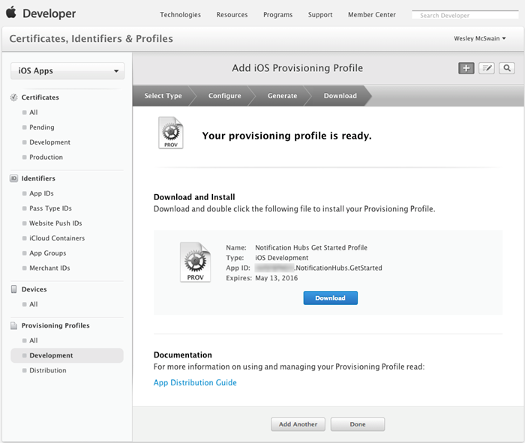 Developer
Technologies
Resources
Programs
Support
Member Center
Search Developer
Certificates, Identifiers & Profiles
Wesley McSwain
iOS Apps
Add iOS Provisioning Profile
Certificates
All
Pending
Development
Production
Identifiers
App IDs
Pass Type IDs
Website Push IDs
iCloud Containers
App Groups
Merchant IDs
Devices
All
Provisioning Profiles
All
Development
Distribution
Select Type
Configure
Generate
Download
PROV
Your provisioning profile is ready.
Download and Install
Download and double click the following file to install your Provisioning Profile.
PROV
Name: Notification Hubs Get Started Profile
Type: iOS Development
App ID: .NotificationHubs.GetStarted
Expires: May 13, 2016
Download
Documentation
For more information on using and managing your Provisioning Profile read:
App Distribution Guide
Add Another
Done